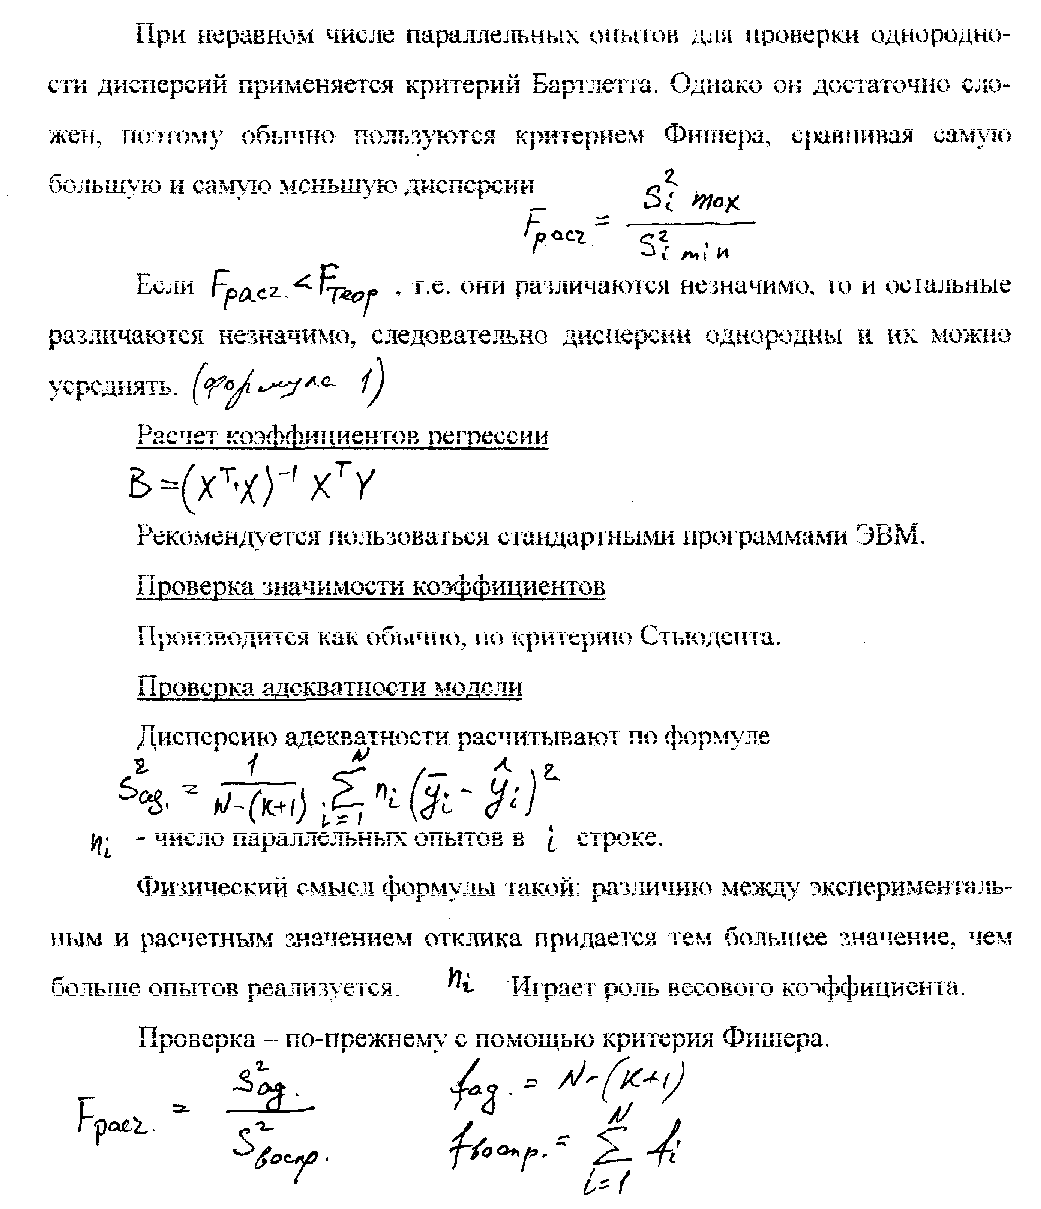 При неравном числе параллельных опытов для проверки однородно-
сти дисперсий применяется критерий Бартлетта. Однако он достаточно сло-
жен, поэтому обычно пользуются критерием Фишера, сравнивая самую
большую и самую меньшую дисперсии
F расч. = S²i max / S²i min
Если F расч. < F теор , т.е. они различаются незначимо, то и остальные
различаются незначимо, следовательно дисперсии однородны и их можно
усреднять. (формула 1)
Расчет коэффициентов регрессии
B = (Xᵀ·X)⁻¹ XᵀY
Рекомендуется пользоваться стандартными программами ЭВМ.
Проверка значимости коэффициентов
Производится как обычно, по критерию Стьюдента.
Проверка адекватности модели
Дисперсию адекватности расчитывают по формуле
S²ад. = 1 / (N-(K+1)) · Σ(i=1…N) nᵢ (ȳᵢ - ŷᵢ)²
nᵢ - число параллельных опытов в i строке.
Физический смысл формулы такой: различию между эксперименталь-
ным и расчетным значением отклика придается тем большее значение, чем
больше опытов реализуется. nᵢ Играет роль весового коэффициента.
Проверка – по-прежнему с помощью критерия Фишера.
F расч. = S²ад. / S²воспр. fад. = N-(K+1)
fвоспр. = Σ(i=1…N) fᵢ